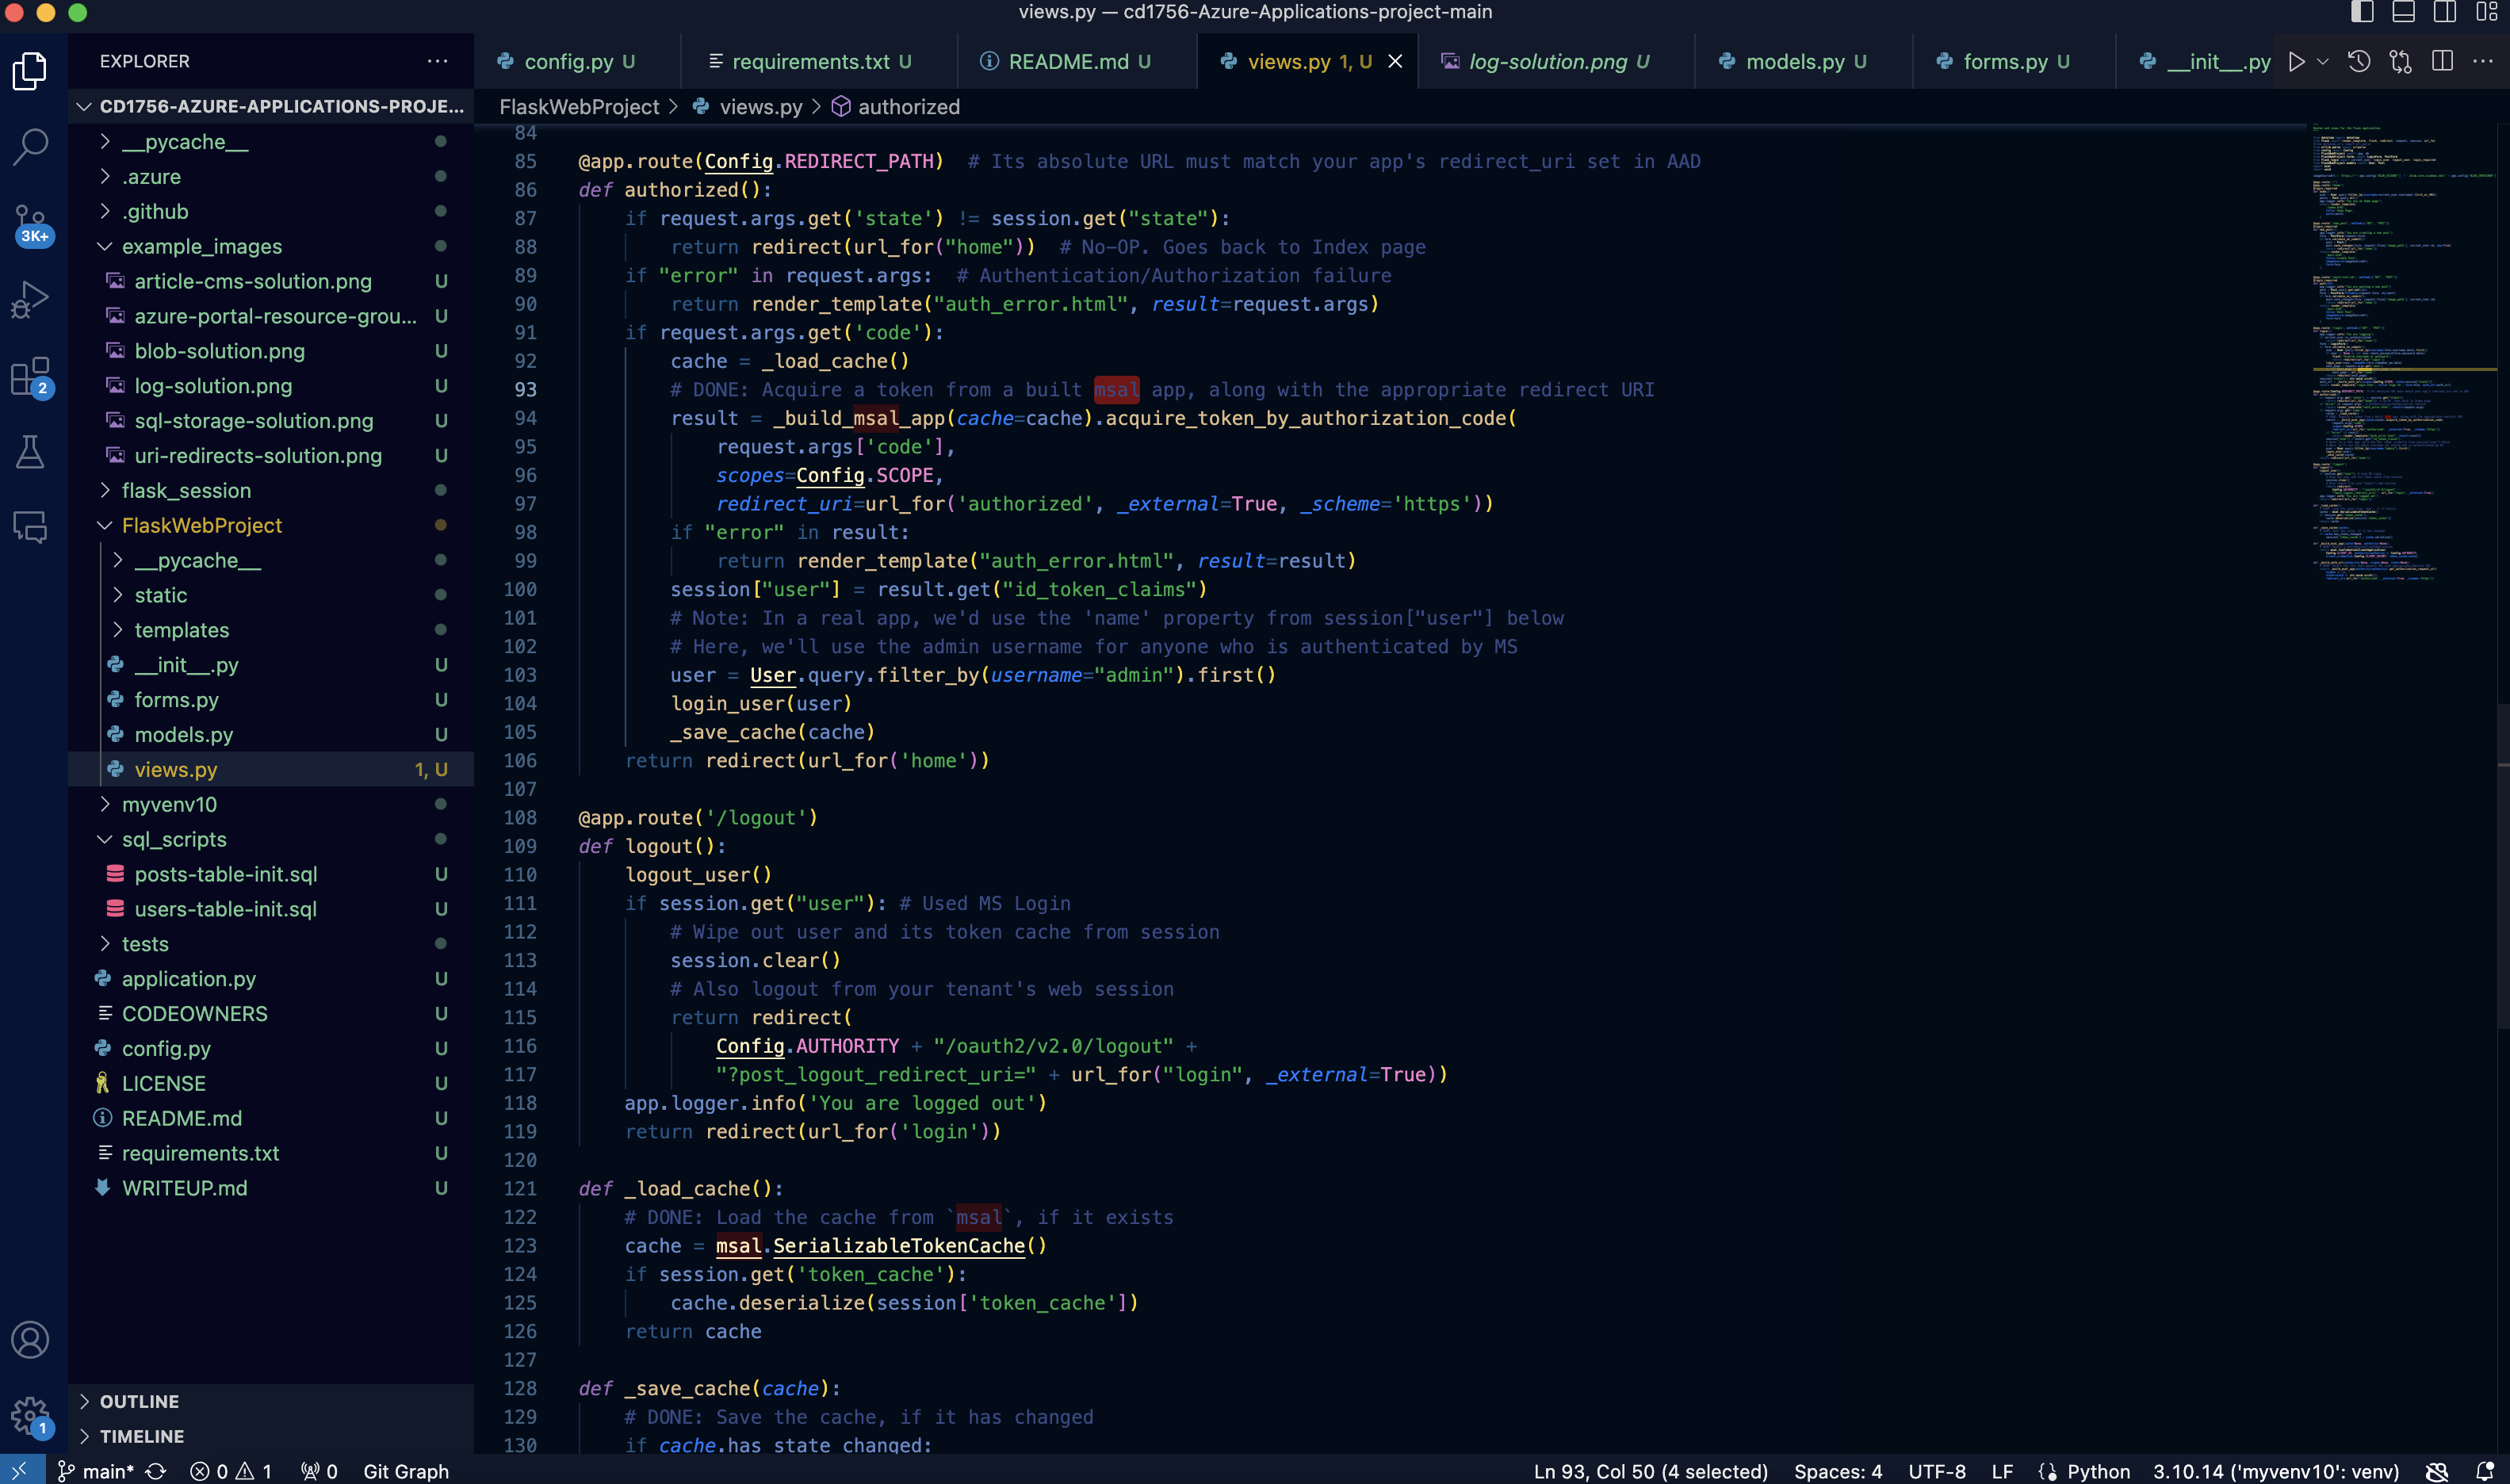 views.py — cd1756-Azure-Applications-project-main
EXPLORER
config.py U
requirements.txt U
README.md U
views.py 1, U
log-solution.png U
models.py U
forms.py U
__init__.py
CD1756-AZURE-APPLICATIONS-PROJE...
FlaskWebProject > views.py > authorized
__pycache__
.azure
.github
3K+
example_images
article-cms-solution.png U
azure-portal-resource-grou... U
blob-solution.png U
2
log-solution.png U
sql-storage-solution.png U
uri-redirects-solution.png U
flask_session
FlaskWebProject
__pycache__
static
templates
__init__.py U
forms.py U
models.py U
views.py 1, U
myvenv10
sql_scripts
posts-table-init.sql U
users-table-init.sql U
tests
application.py U
CODEOWNERS U
config.py U
LICENSE U
README.md U
requirements.txt U
WRITEUP.md U
OUTLINE
1
TIMELINE
84
85 @app.route(Config.REDIRECT_PATH)  # Its absolute URL must match your app's redirect_uri set in AAD
86 def authorized():
87     if request.args.get('state') != session.get("state"):
88         return redirect(url_for("home"))  # No-OP. Goes back to Index page
89     if "error" in request.args:  # Authentication/Authorization failure
90         return render_template("auth_error.html", result=request.args)
91     if request.args.get('code'):
92         cache = _load_cache()
93         # DONE: Acquire a token from a built msal app, along with the appropriate redirect URI
94         result = _build_msal_app(cache=cache).acquire_token_by_authorization_code(
95             request.args['code'],
96             scopes=Config.SCOPE,
97             redirect_uri=url_for('authorized', _external=True, _scheme='https'))
98         if "error" in result:
99             return render_template("auth_error.html", result=result)
100         session["user"] = result.get("id_token_claims")
101         # Note: In a real app, we'd use the 'name' property from session["user"] below
102         # Here, we'll use the admin username for anyone who is authenticated by MS
103         user = User.query.filter_by(username="admin").first()
104         login_user(user)
105         _save_cache(cache)
106     return redirect(url_for('home'))
107
108 @app.route('/logout')
109 def logout():
110     logout_user()
111     if session.get("user"): # Used MS Login
112         # Wipe out user and its token cache from session
113         session.clear()
114         # Also logout from your tenant's web session
115         return redirect(
116             Config.AUTHORITY + "/oauth2/v2.0/logout" +
117             "?post_logout_redirect_uri=" + url_for("login", _external=True))
118     app.logger.info('You are logged out')
119     return redirect(url_for('login'))
120
121 def _load_cache():
122     # DONE: Load the cache from `msal`, if it exists
123     cache = msal.SerializableTokenCache()
124     if session.get('token_cache'):
125         cache.deserialize(session['token_cache'])
126     return cache
127
128 def _save_cache(cache):
129     # DONE: Save the cache, if it has changed
130     if cache.has_state_changed:
main* 0 1 0 Git Graph Ln 93, Col 50 (4 selected) Spaces: 4 UTF-8 LF Python 3.10.14 ('myvenv10': venv)